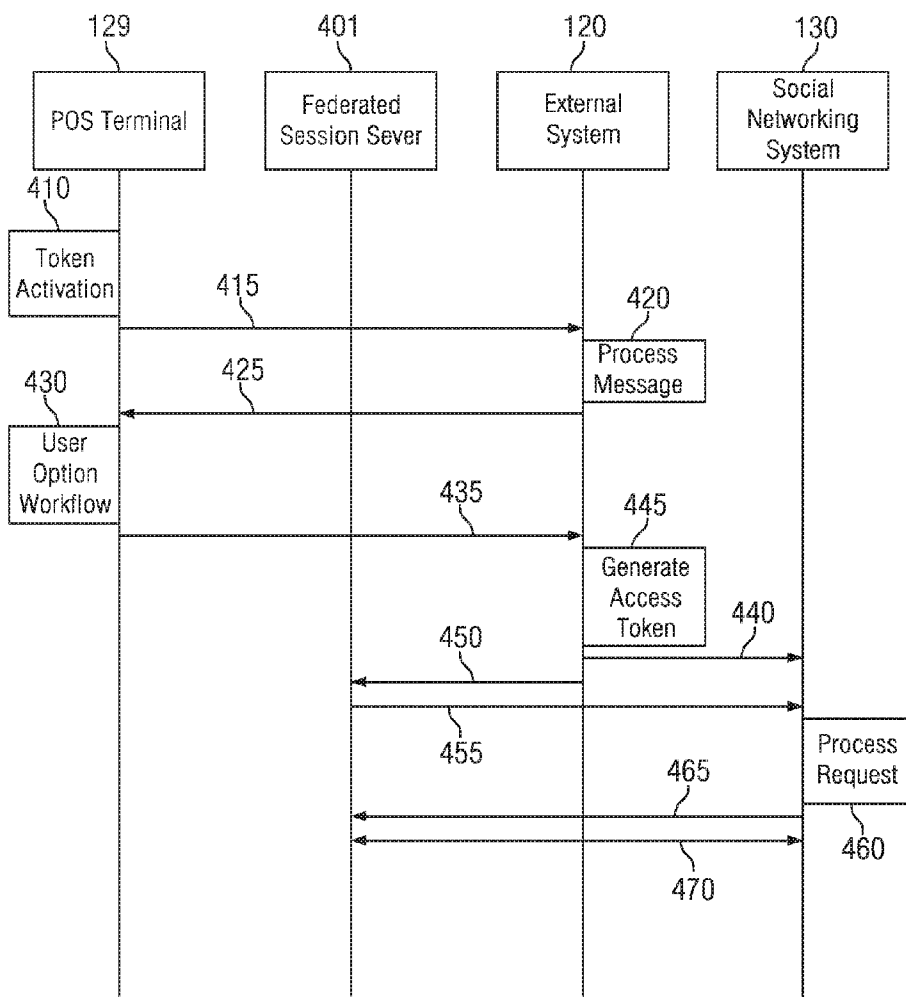 129
401
120
130
POS Terminal
Federated
Session Sever
External
System
Social
Networking
System
410
Token
Activation
415
420
Process
Message
425
430
User
Option
Workflow
435
445
Generate
Access
Token
440
450
455
Process
Request
465
460
470